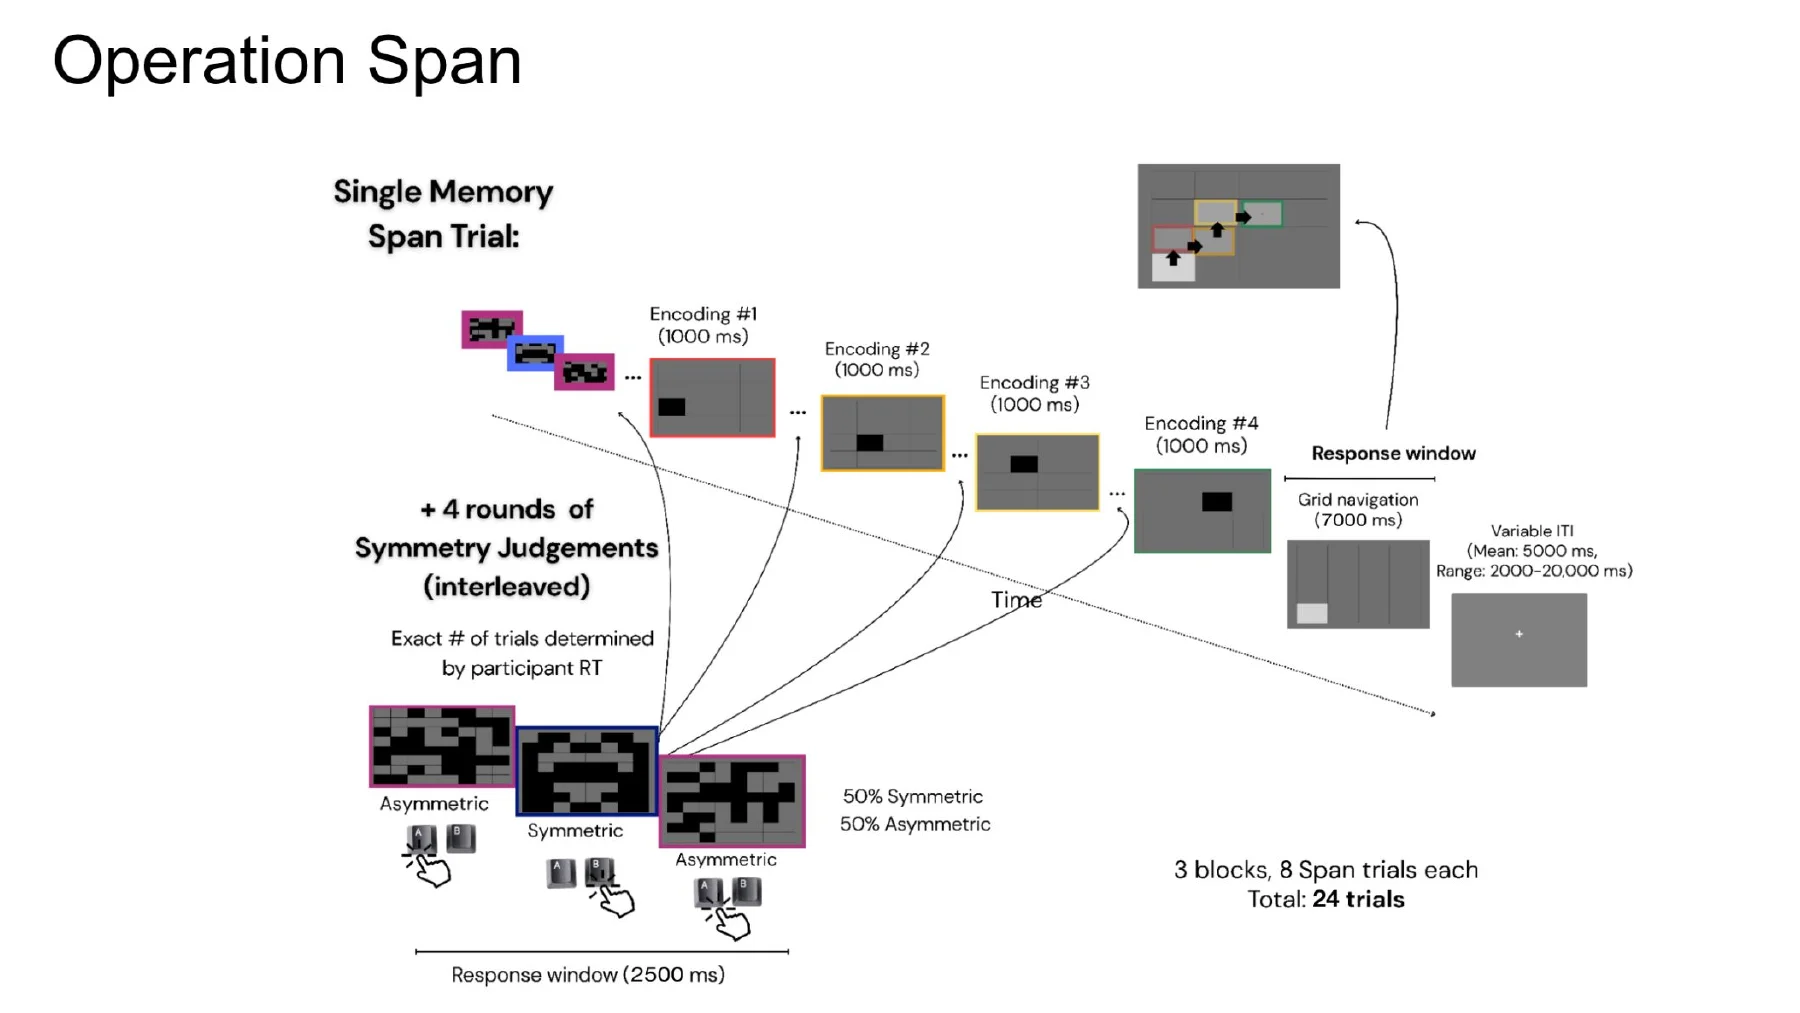 Operation Span
Single Memory
Span Trial:
Encoding #1
(1000 ms)
Encoding #2
(1000 ms)
Encoding #3
(1000 ms)
Encoding #4
(1000 ms)
...
...
...
...
Response window
Grid navigation
(7000 ms)
Variable ITI
(Mean: 5000 ms,
Range: 2000-20,000 ms)
+ 4 rounds of
Symmetry Judgements
(interleaved)
Time
Exact # of trials determined
by participant RT
Asymmetric
A B
Symmetric
A B
Asymmetric
A B
50% Symmetric
50% Asymmetric
Response window (2500 ms)
3 blocks, 8 Span trials each
Total: 24 trials